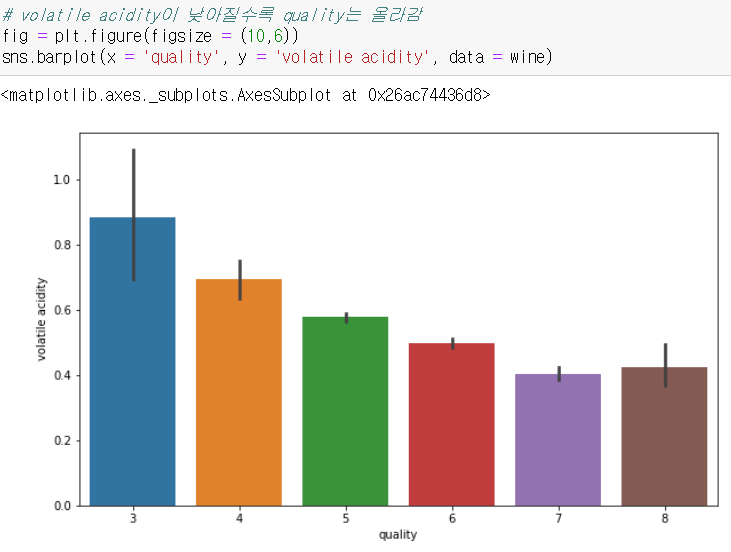 # volatile acidity이 낮아질수록 quality는 올라감
fig = plt.figure(figsize = (10,6))
sns.barplot(x = 'quality', y = 'volatile acidity', data = wine)
<matplotlib.axes._subplots.AxesSubplot at 0x26ac74436d8>
1.0
0.8
0.6
0.4
0.2
0.0
volatile acidity
3 4 5 6 7 8
quality